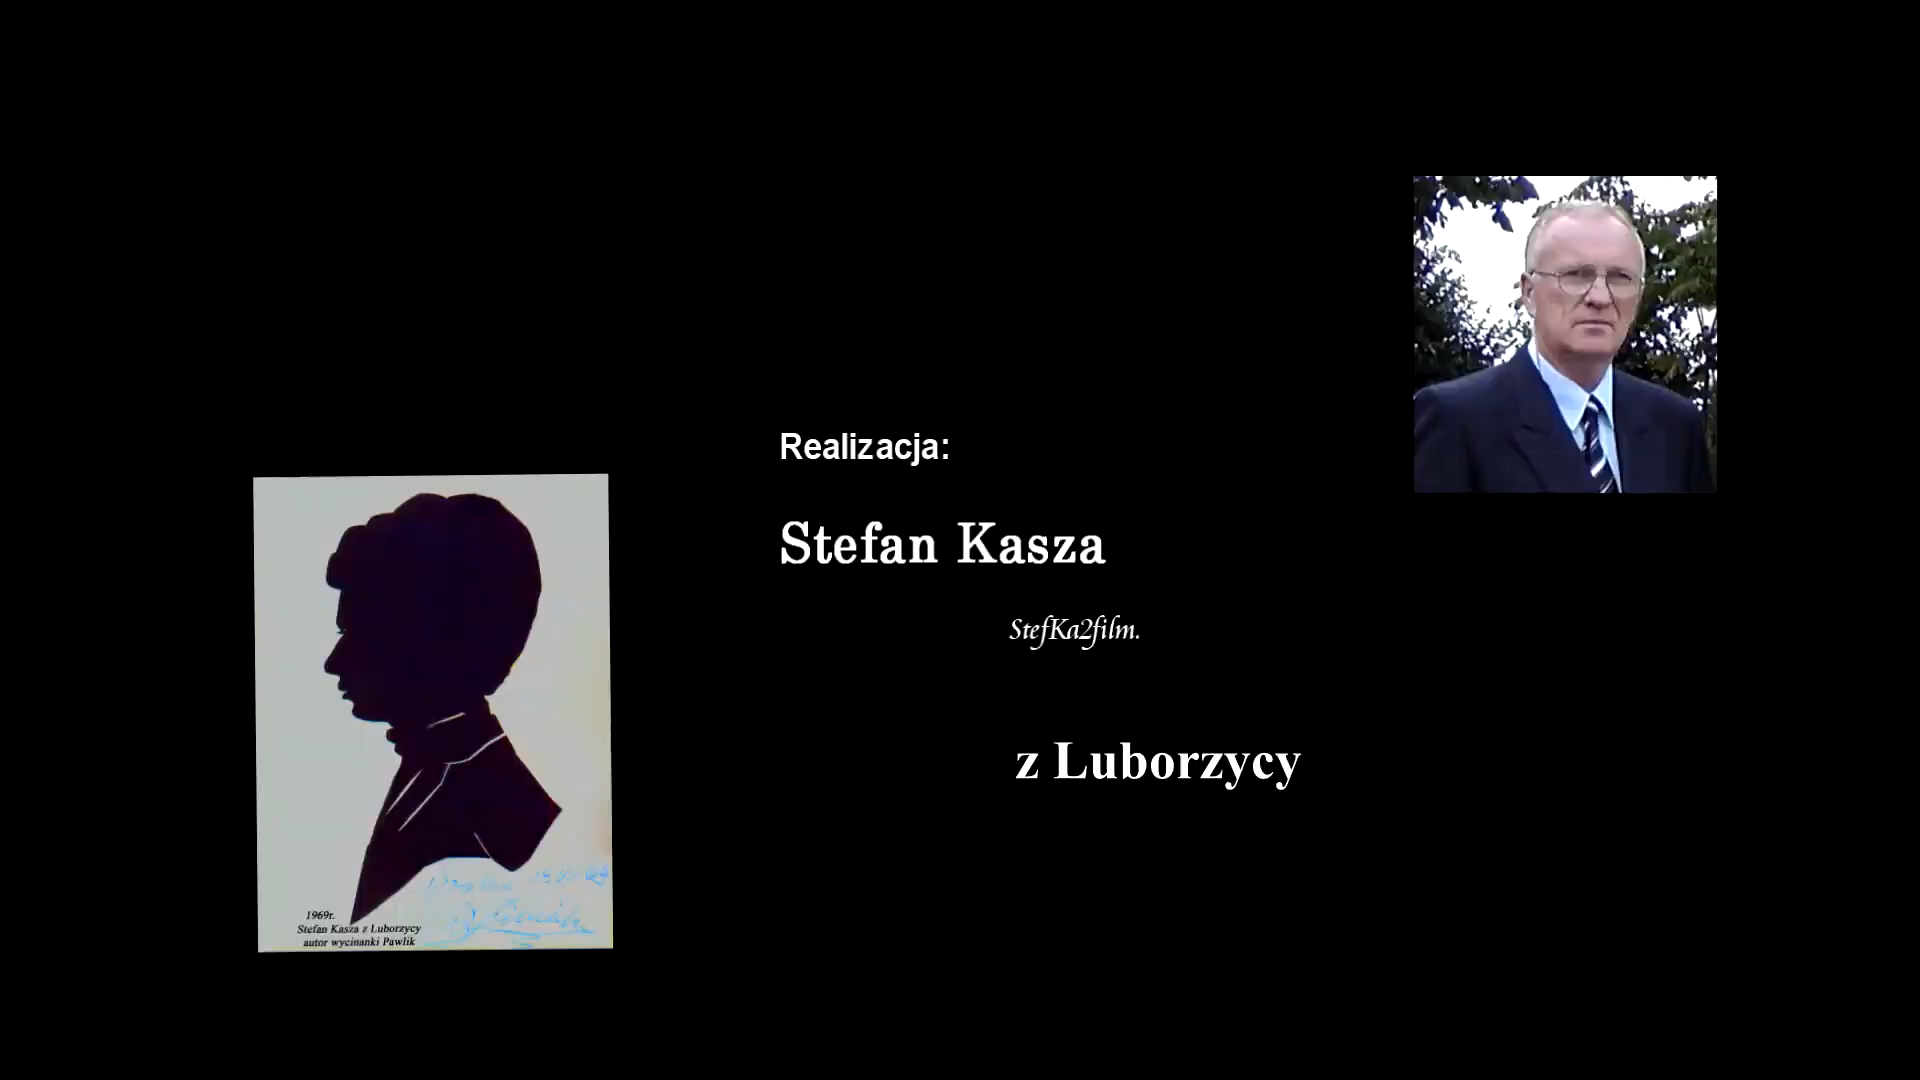 Realizacja:
Stefan Kasza
StefKa2film.
z Luborzycy
1969r.
Stefan Kasza z Luborzycy
autor wycinanki Pawlik